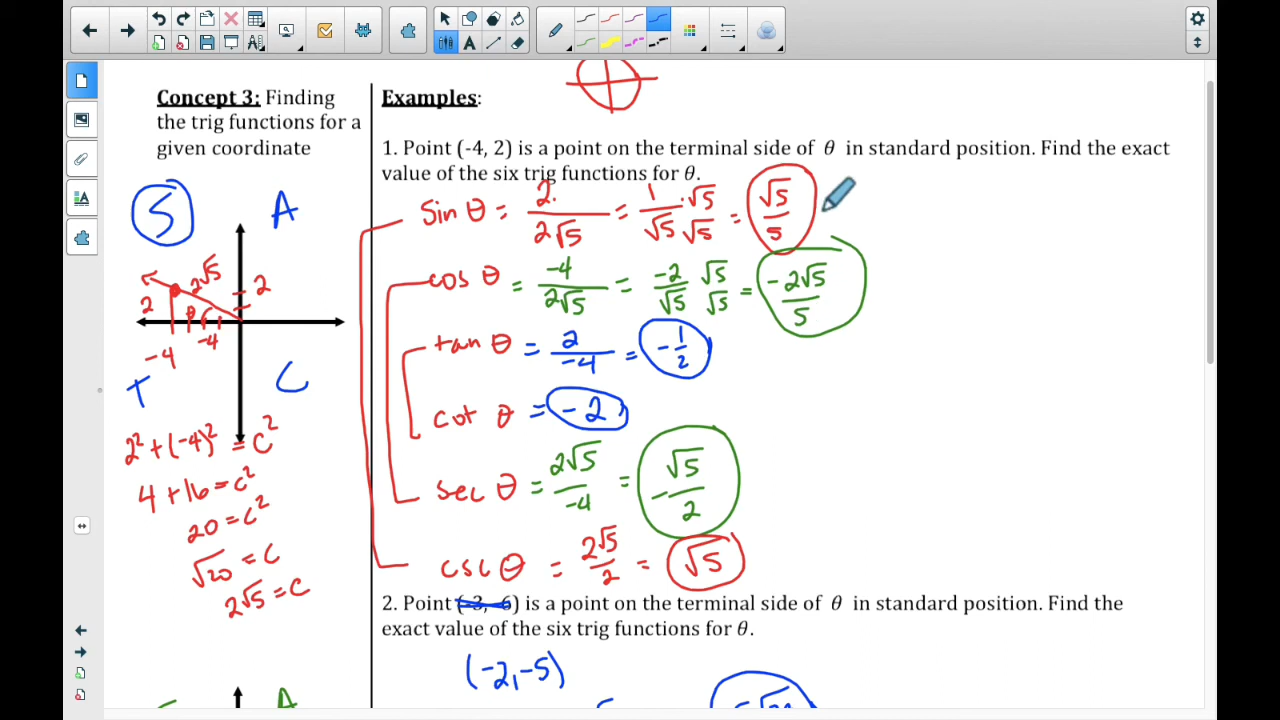 Concept 3: Finding
the trig functions for a
given coordinate
S
A
2√5
2
2
θ
-4
-4
T
C
2² + (-4)² = C²
4 + 16 = c²
20 = c²
√20 = c
2√5 = c
Examples:
1. Point (-4, 2) is a point on the terminal side of θ in standard position. Find the exact
value of the six trig functions for θ.
sin θ = 2/2√5 = 1/√5 · √5/√5 = √5/5
cos θ = -4/2√5 = -2/√5 √5/√5 = -2√5/5
tan θ = 2/-4 = -1/2
cot θ = -2
sec θ = 2√5/-4 = -√5/2
csc θ = 2√5/2 = √5
2. Point (-3, -6) is a point on the terminal side of θ in standard position. Find the
exact value of the six trig functions for θ.
(-2, -5)
A